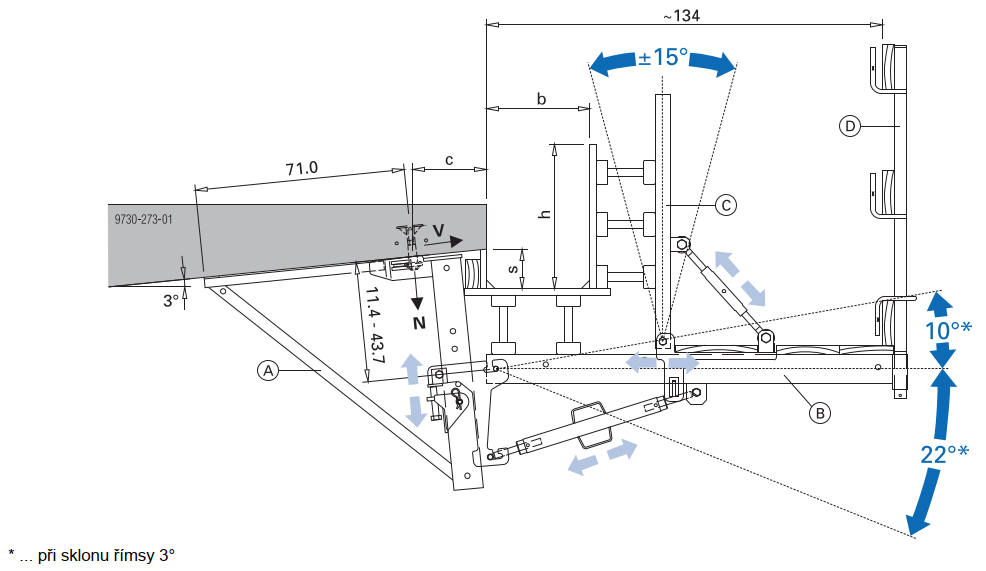 ~134
±15°
b
D
c
71.0
9730-273-01
h
C
V
s
3°
N
11.4 - 43.7
10°*
A
B
22°*
* ... při sklonu římsy 3°